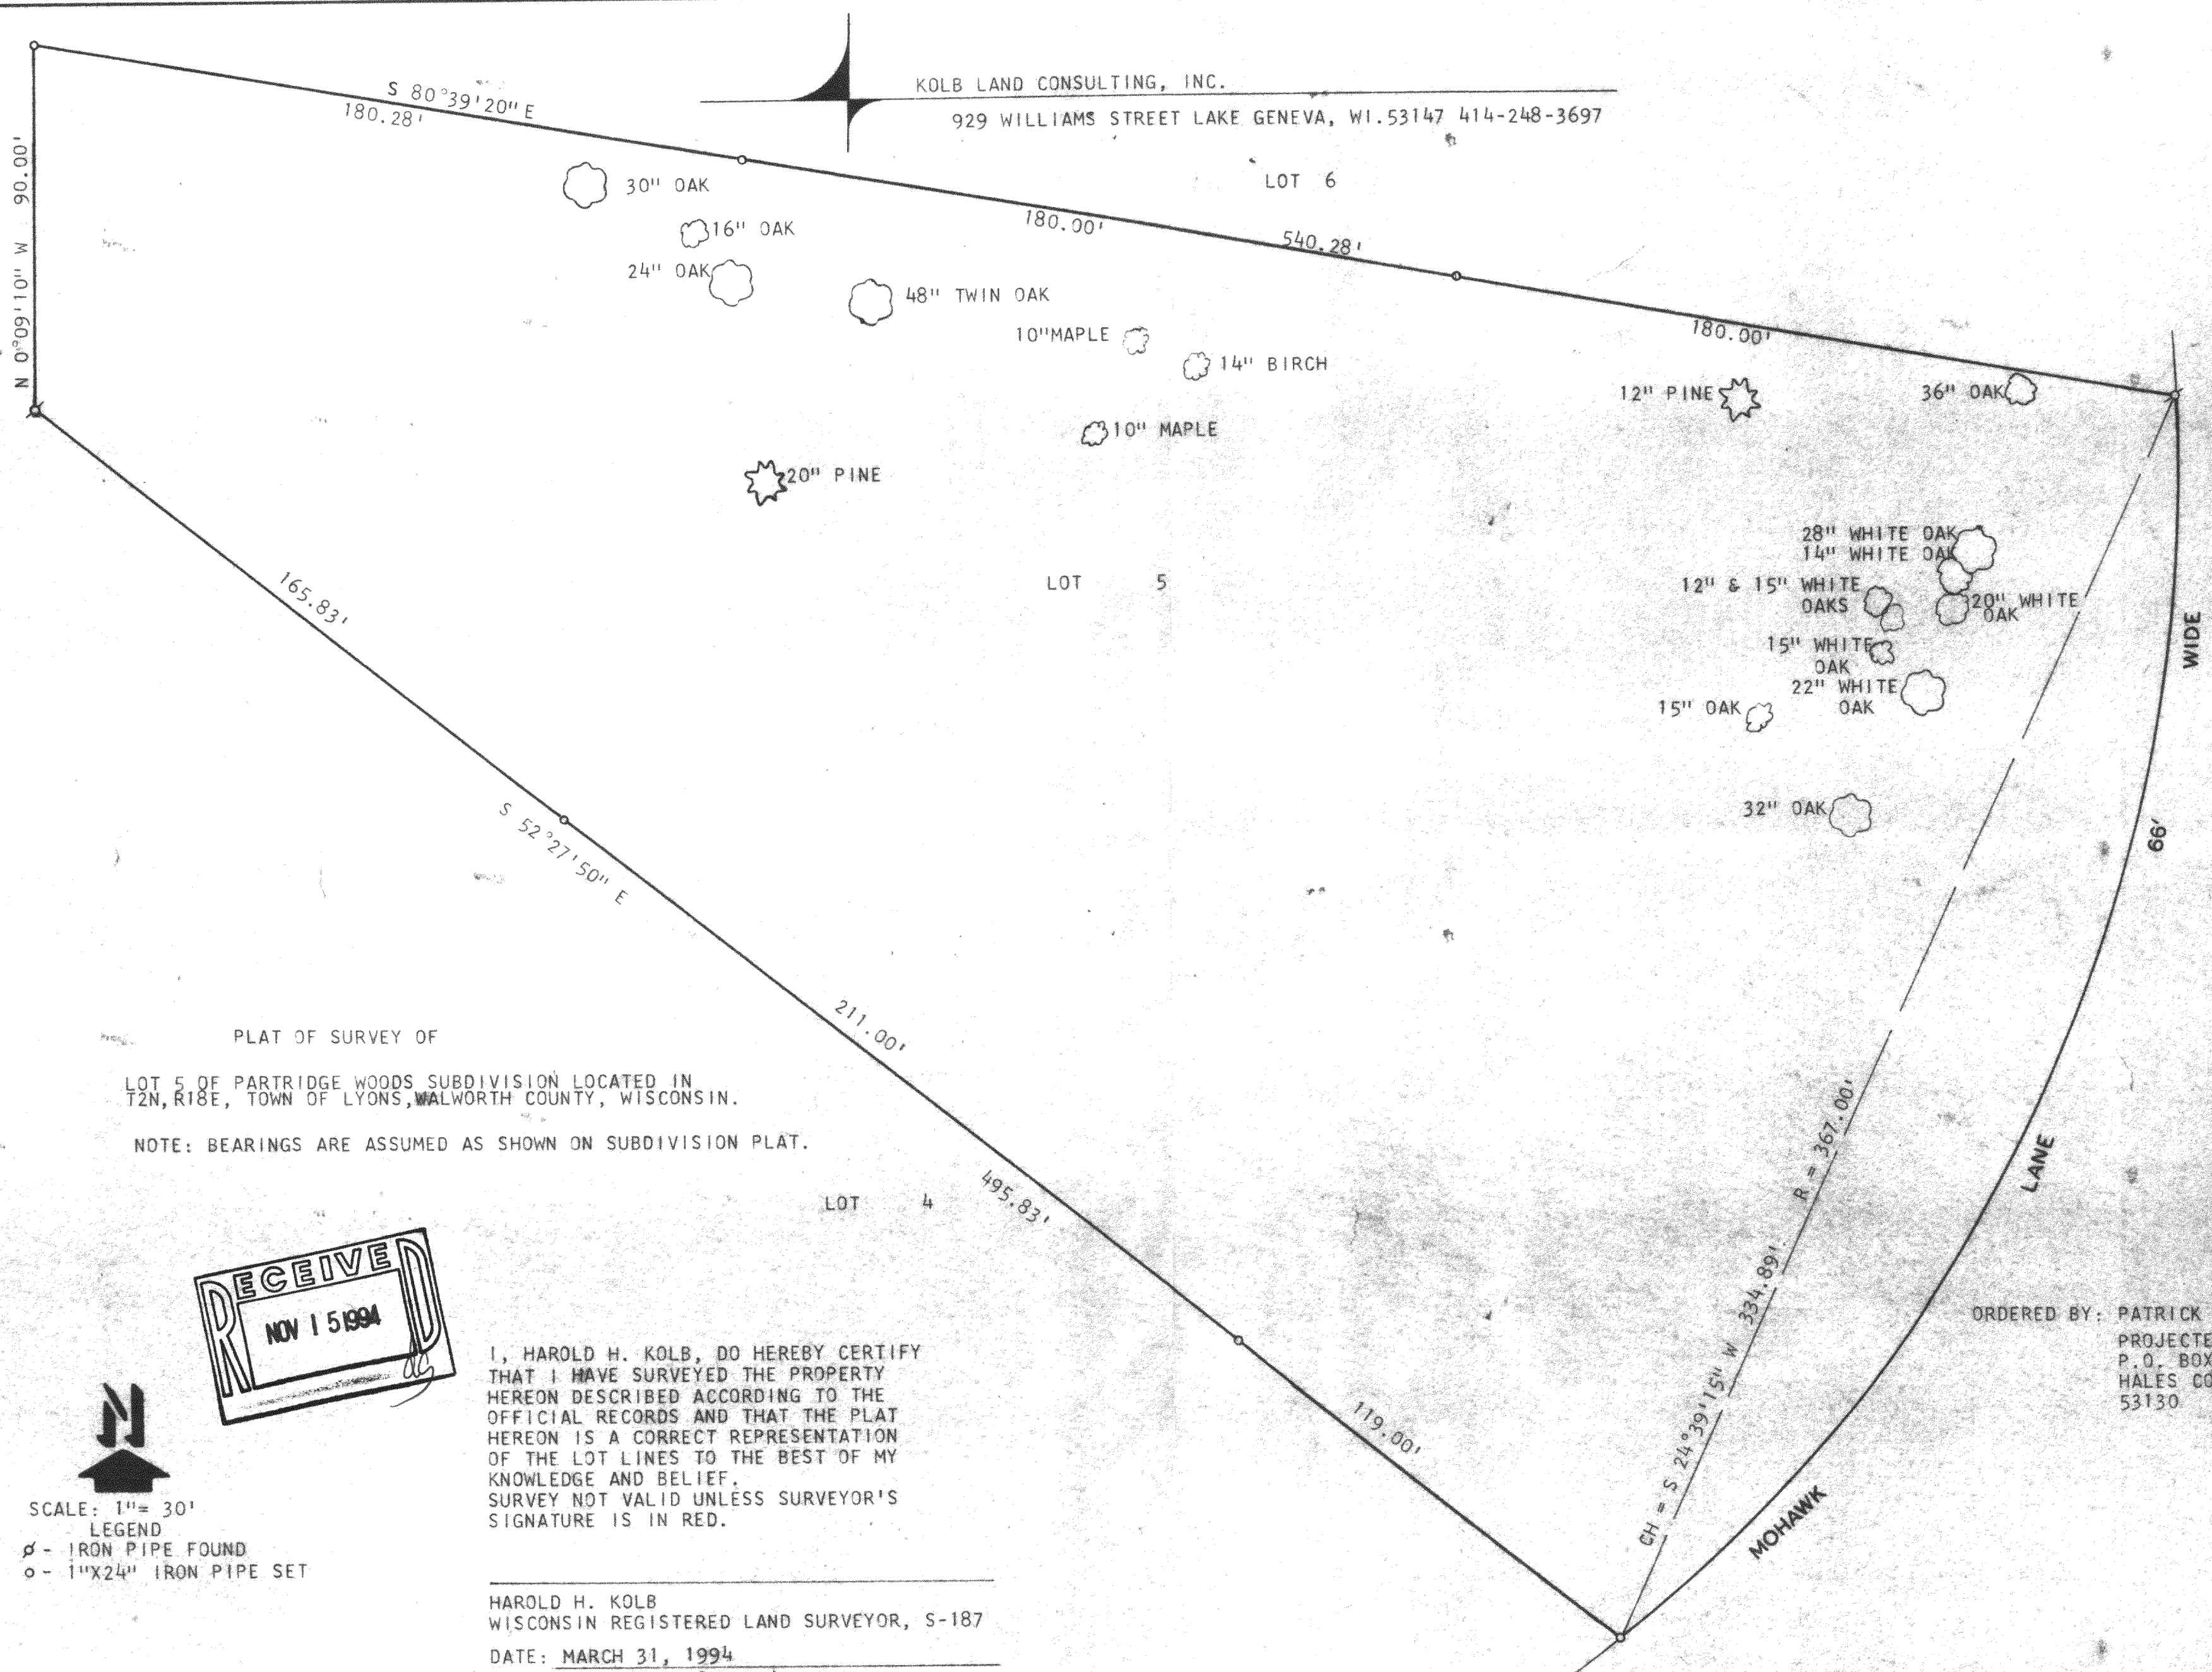 KOLB LAND CONSULTING, INC.
929 WILLIAMS STREET LAKE GENEVA, WI.53147 414-248-3697
S 80°39'20" E
180.28'
N 0°09'10" W 90.00'
LOT 6
180.00'
540.28'
180.00'
30" OAK
16" OAK
24" OAK
48" TWIN OAK
10"MAPLE
14" BIRCH
10" MAPLE
20" PINE
12" PINE
36" OAK
28" WHITE OAK
14" WHITE OAK
12" & 15" WHITE
OAKS
20" WHITE
OAK
15" WHITE
OAK
22" WHITE
OAK
15" OAK
32" OAK
LOT 5
165.83'
S 52°27'50" E
211.00'
495.83'
119.00'
LOT 4
CH = S 24°39'15" W 334.89' R = 367.00'
MOHAWK LANE 66' WIDE
PLAT OF SURVEY OF
LOT 5 OF PARTRIDGE WOODS SUBDIVISION LOCATED IN
T2N, R18E, TOWN OF LYONS, WALWORTH COUNTY, WISCONSIN.
NOTE: BEARINGS ARE ASSUMED AS SHOWN ON SUBDIVISION PLAT.
RECEIVED
NOV 15 1994
N
SCALE: 1"= 30'
LEGEND
ø - IRON PIPE FOUND
o - 1"X24" IRON PIPE SET
I, HAROLD H. KOLB, DO HEREBY CERTIFY
THAT I HAVE SURVEYED THE PROPERTY
HEREON DESCRIBED ACCORDING TO THE
OFFICIAL RECORDS AND THAT THE PLAT
HEREON IS A CORRECT REPRESENTATION
OF THE LOT LINES TO THE BEST OF MY
KNOWLEDGE AND BELIEF.
SURVEY NOT VALID UNLESS SURVEYOR'S
SIGNATURE IS IN RED.
HAROLD H. KOLB
WISCONSIN REGISTERED LAND SURVEYOR, S-187
DATE: MARCH 31, 1994
ORDERED BY: PATRICK
PROJECTE
P.O. BOX
HALES CO
53130